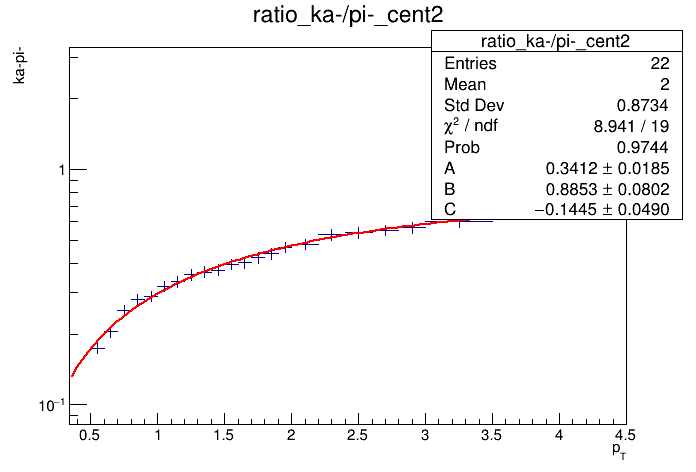 ratio_ka-/pi-_cent2
ka-pi-
ratio_ka-/pi-_cent2
Entries 22
Mean 2
Std Dev 0.8734
χ² / ndf 8.941 / 19
Prob 0.9744
A 0.3412 ± 0.0185
B 0.8853 ± 0.0802
C −0.1445 ± 0.0490
1
10⁻¹
0.5 1 1.5 2 2.5 3 3.5 4 4.5
p_T